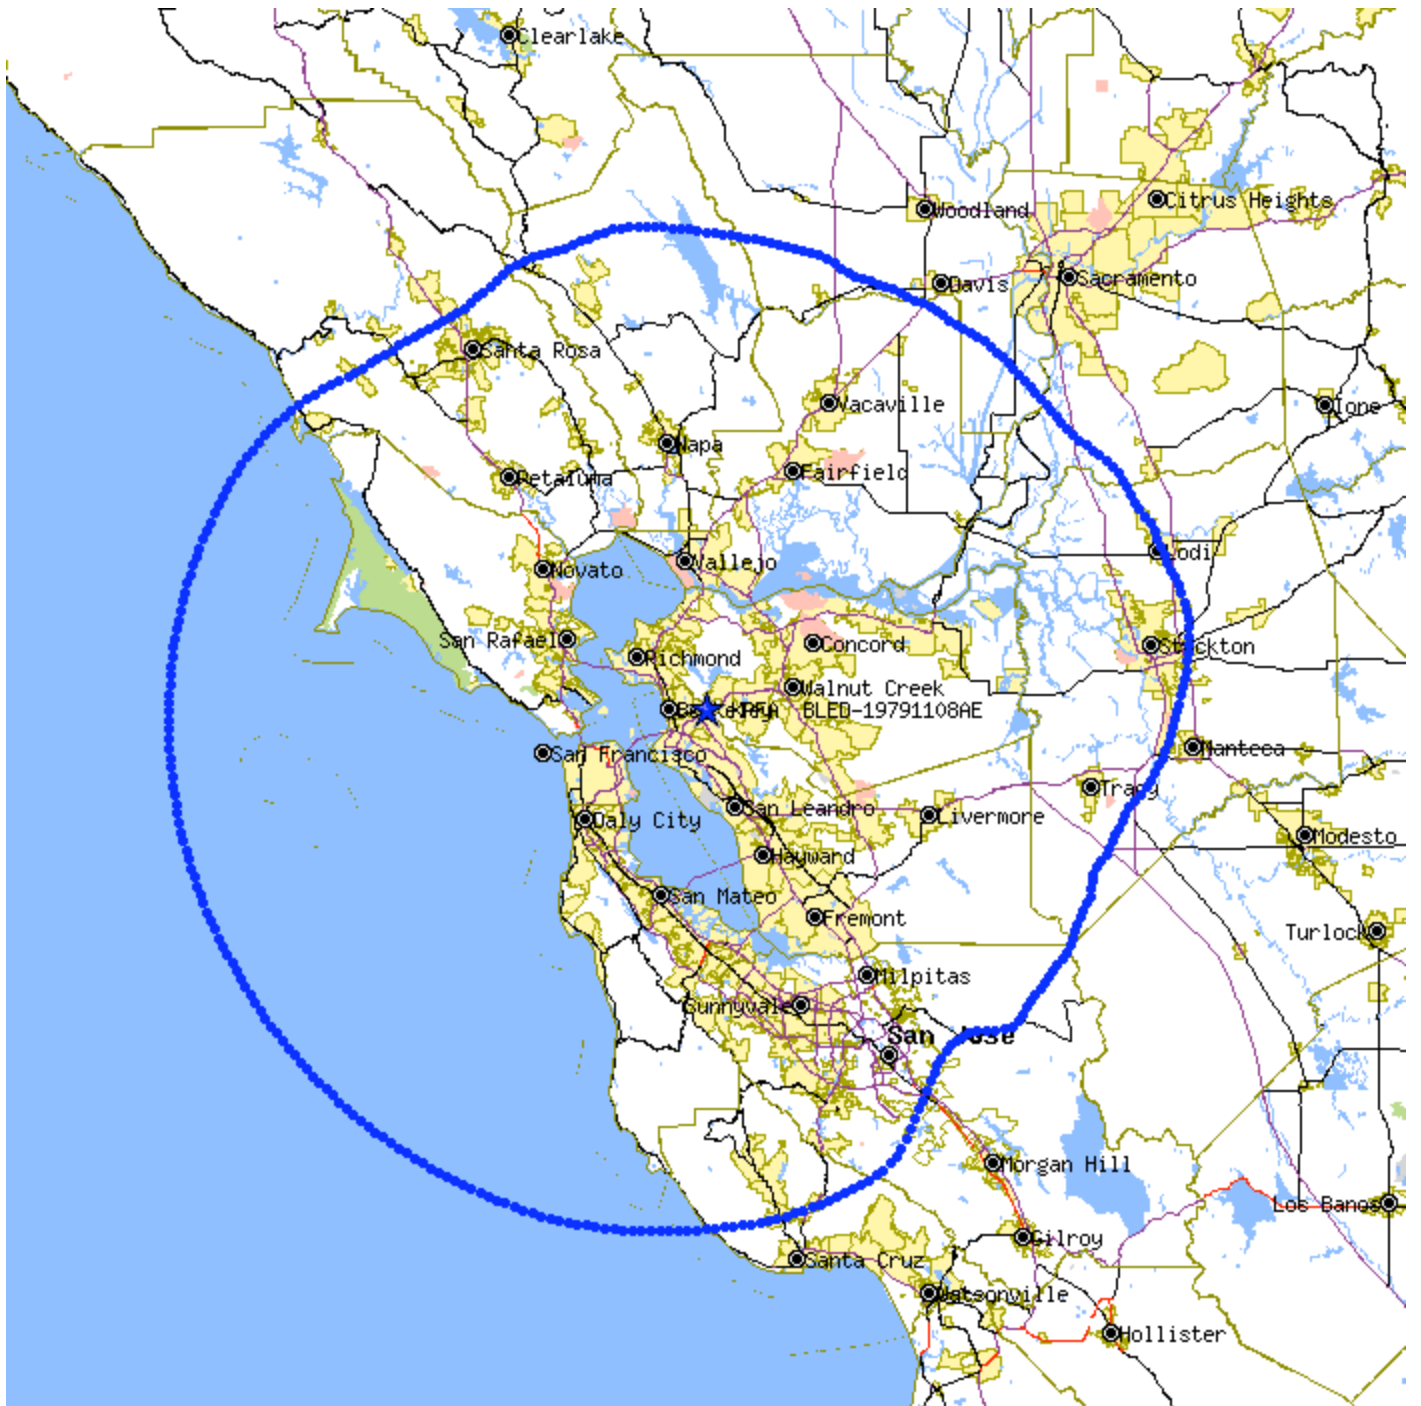 Clearlake
Citrus Heights
Woodland
Sacramento
Davis
Santa Rosa
Vacaville
Ione
Napa
Fairfield
Petaluma
Lodi
Vallejo
Novato
San Rafael
Concord
Stockton
Richmond
Walnut Creek
BLED-19791108AE
Manteca
San Francisco
Tracy
San Leandro
Livermore
Daly City
Modesto
Hayward
San Mateo
Fremont
Turlock
Milpitas
Sunnyvale
San Jose
Morgan Hill
Los Banos
Gilroy
Santa Cruz
Watsonville
Hollister